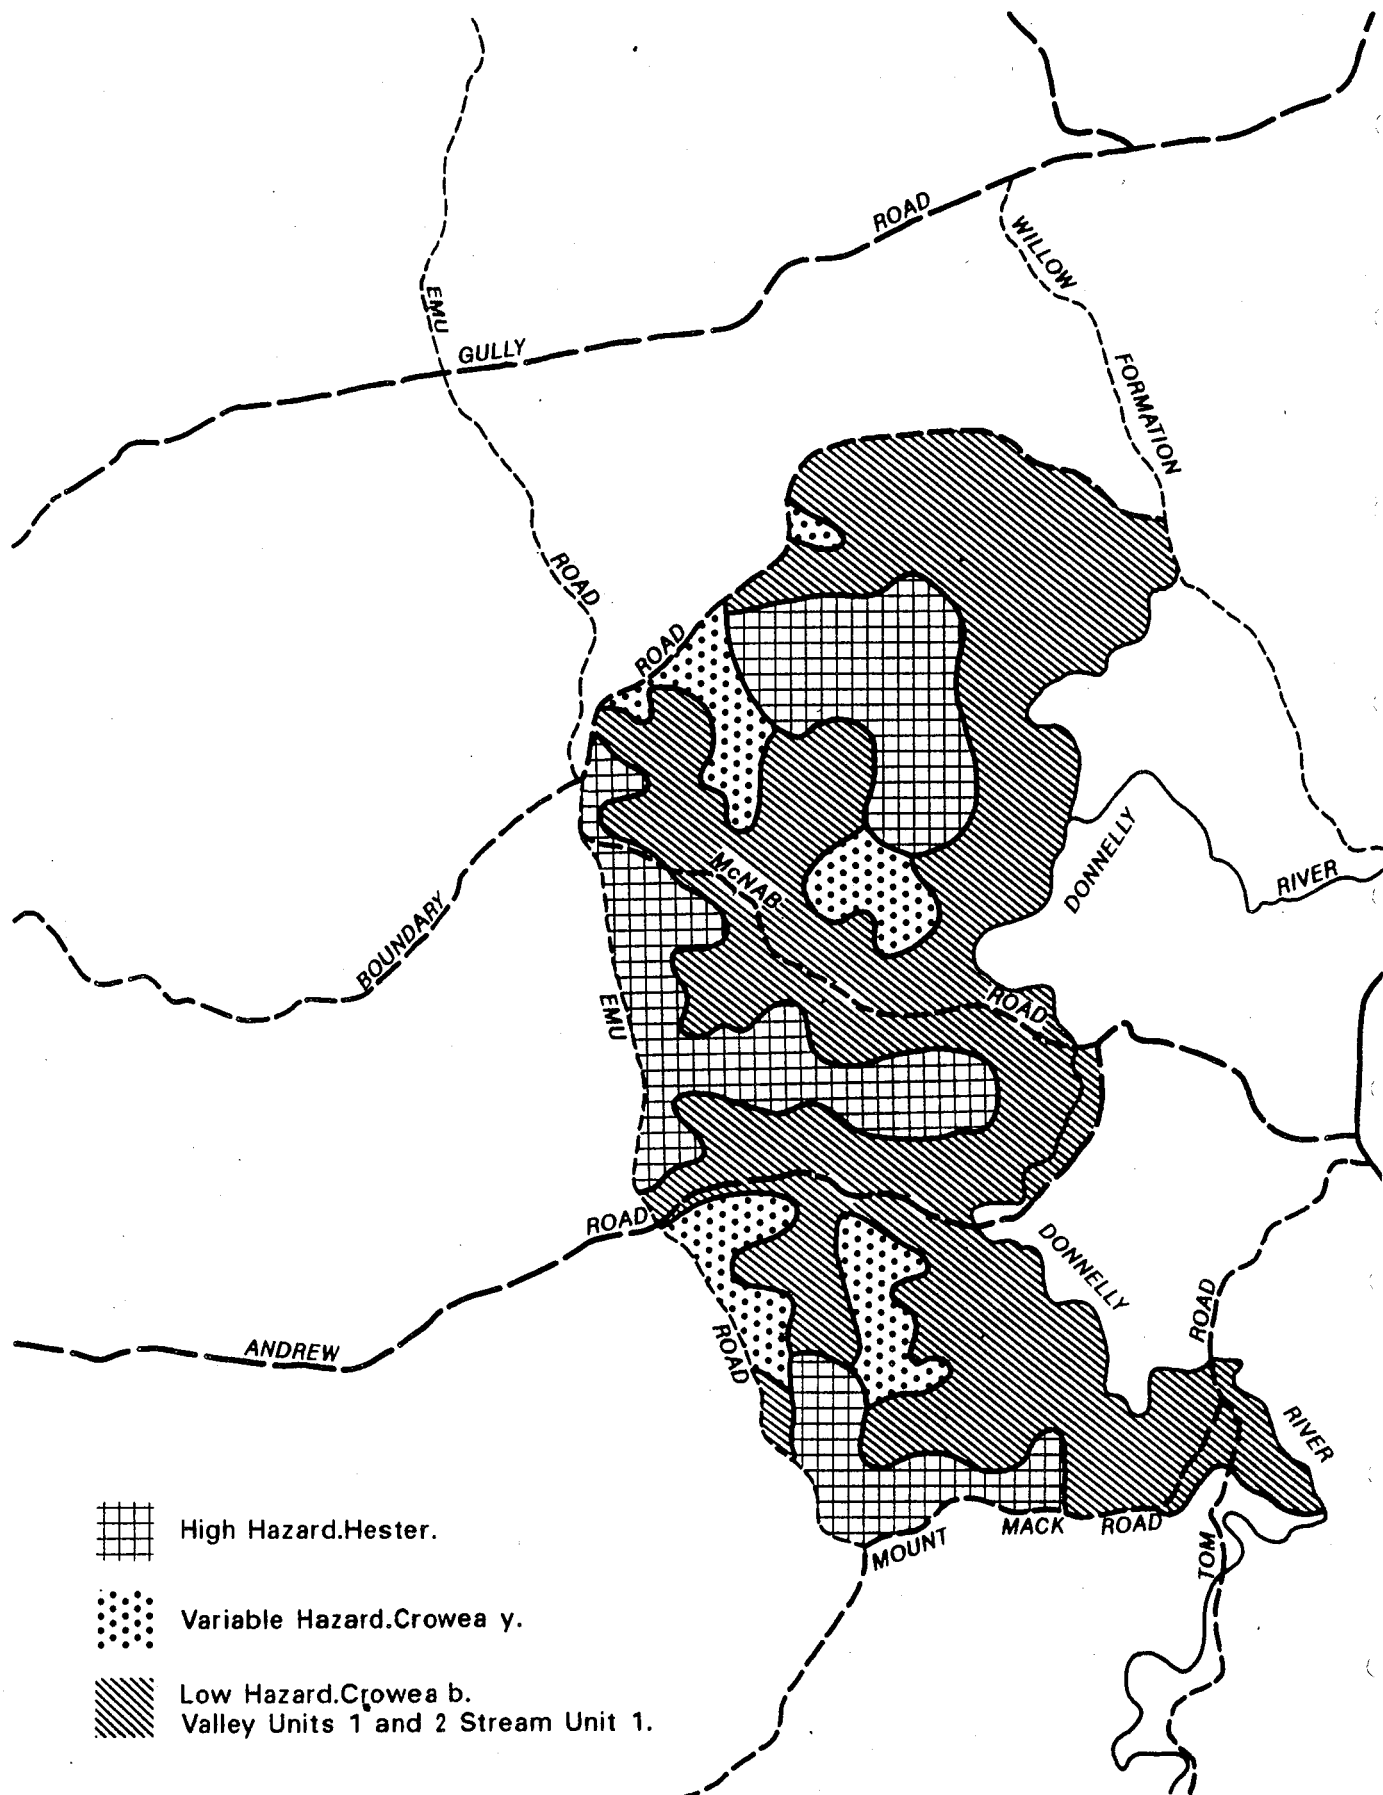 ROAD
WILLOW
EMU
GULLY
FORMATION
ROAD
ROAD
DONNELLY
McNAB
RIVER
BOUNDARY
EMU
ROAD
ROAD
DONNELLY
ROAD
ANDREW
ROAD
RIVER
MOUNT
MACK
ROAD
TOM
High Hazard.Hester.
Variable Hazard.Crowea y.
Low Hazard.Crowea b.
Valley Units 1 and 2 Stream Unit 1.